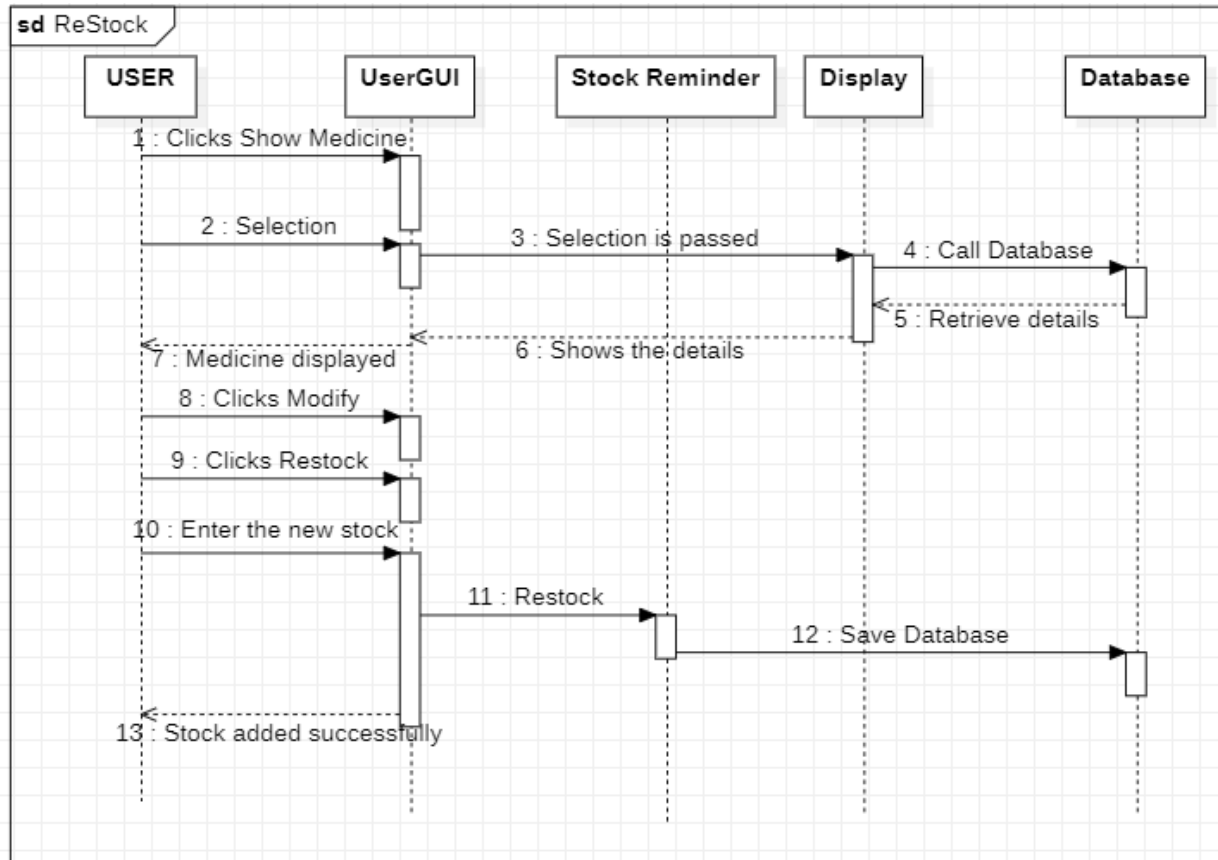 sd ReStock
USER
UserGUI
Stock Reminder
Display
Database
1 : Clicks Show Medicine
2 : Selection
3 : Selection is passed
4 : Call Database
5 : Retrieve details
6 : Shows the details
7 : Medicine displayed
8 : Clicks Modify
9 : Clicks Restock
10 : Enter the new stock
11 : Restock
12 : Save Database
13 : Stock added successfully